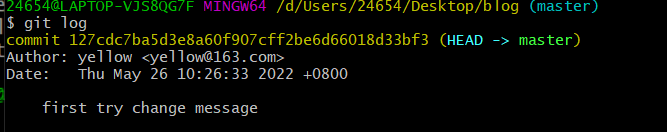 24654@LAPTOP-VJS8QG7F MINGW64 /d/Users/24654/Desktop/blog (master)
$ git log
commit 127cdc7ba5d3e8a60f907cff2be6d66018d33bf3 (HEAD -> master)
Author: yellow <yellow@163.com>
Date:   Thu May 26 10:26:33 2022 +0800
    first try change message